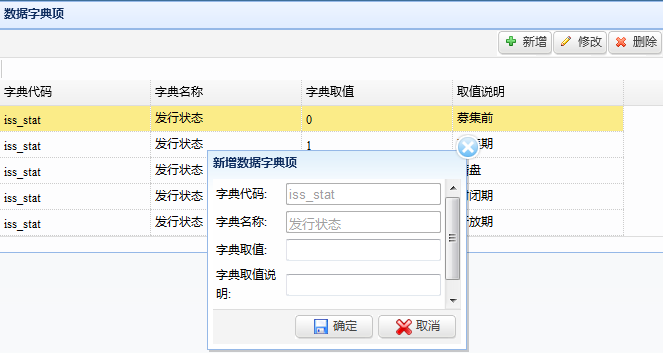 数据字典项
新增 修改 删除
字典代码 字典名称 字典取值 取值说明
iss_stat 发行状态 0 募集前
iss_stat 发行状态 1 期
iss_stat 发行状态 盘
iss_stat 发行状态 闭期
iss_stat 发行状态 放期
新增数据字典项
字典代码: iss_stat
字典名称: 发行状态
字典取值:
字典取值说
明:
确定 取消